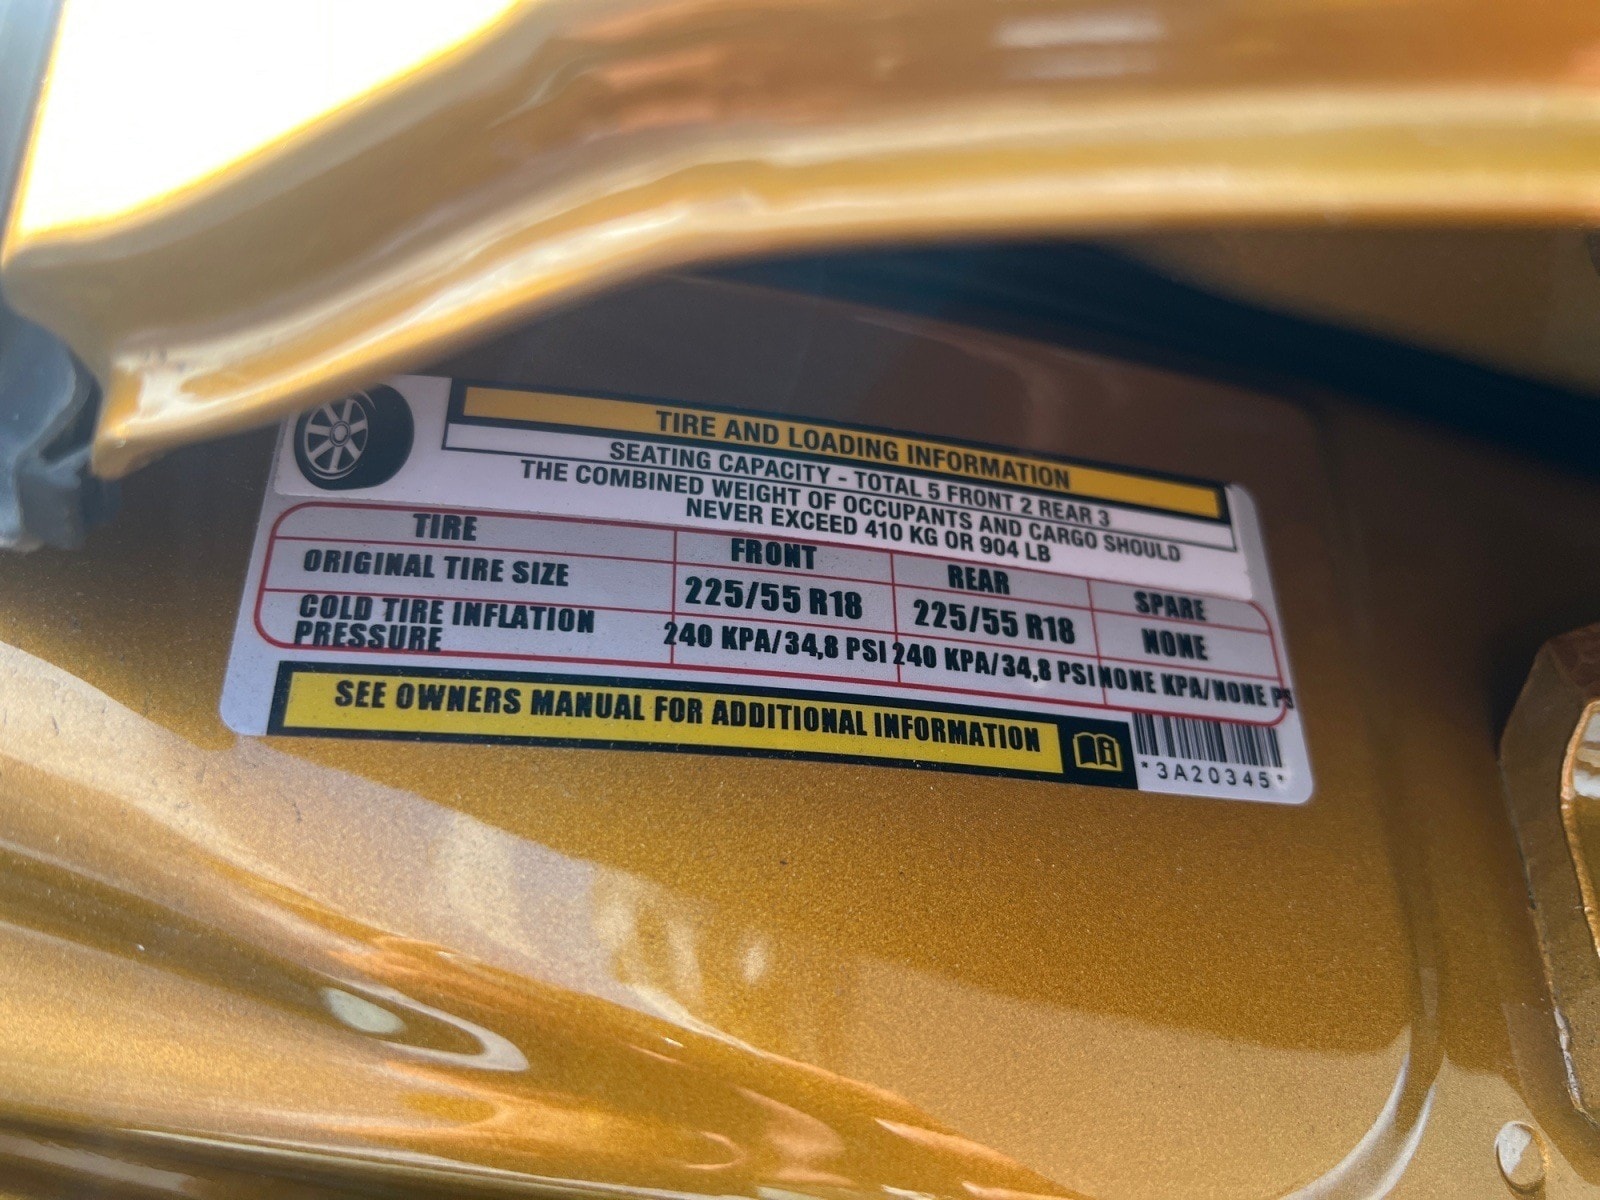 TIRE AND LOADING INFORMATION
SEATING CAPACITY - TOTAL 5 FRONT 2 REAR 3
THE COMBINED WEIGHT OF OCCUPANTS AND CARGO SHOULD
NEVER EXCEED 410 KG OR 904 LB
TIRE FRONT REAR SPARE
ORIGINAL TIRE SIZE 225/55 R18 225/55 R18 NONE
COLD TIRE INFLATION PRESSURE 240 KPA/34,8 PSI 240 KPA/34,8 PSI NONE KPA/NONE PS
SEE OWNERS MANUAL FOR ADDITIONAL INFORMATION
*3A20345*